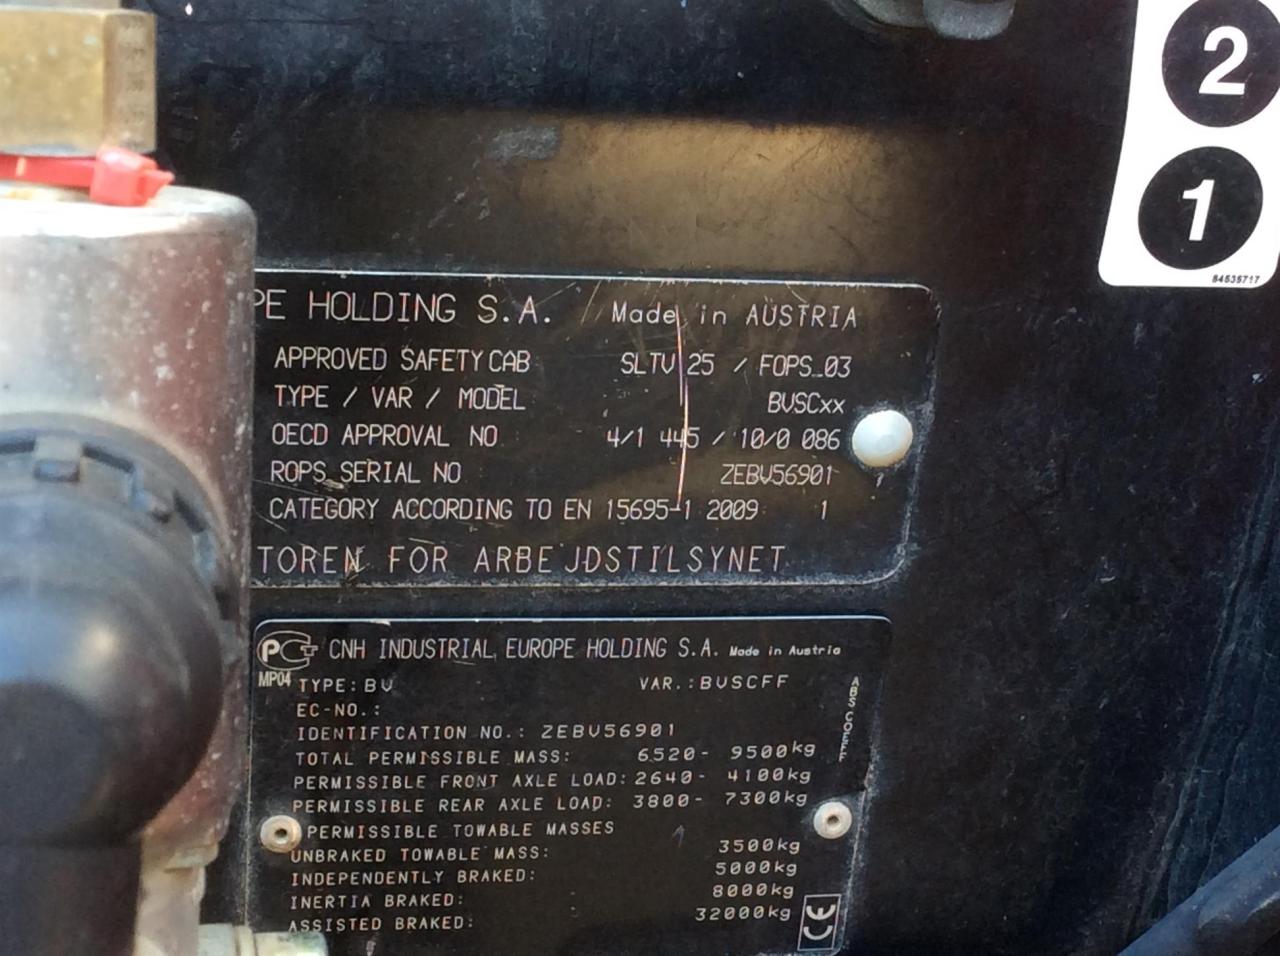 2
1
84535717
PE HOLDING S.A. Made in AUSTRIA
APPROVED SAFETY CAB SLTV 25 / FOPS_03
TYPE / VAR / MODEL BVSCxx
OECD APPROVAL NO 4/1 445 / 10/0 086
ROPS_SERIAL NO ZEBV56901
CATEGORY ACCORDING TO EN 15695-1 2009 1
TOREN FOR ARBEJDSTILSYNET
CNH INDUSTRIAL EUROPE HOLDING S.A. Made in Austria
MP04
TYPE: BV VAR.: BVSCFF
EC-NO.:
IDENTIFICATION NO.: ZEBV56901
TOTAL PERMISSIBLE MASS: 6520- 9500kg
PERMISSIBLE FRONT AXLE LOAD: 2640- 4100kg
PERMISSIBLE REAR AXLE LOAD: 3800- 7300kg
PERMISSIBLE TOWABLE MASSES
UNBRAKED TOWABLE MASS: 3500kg
INDEPENDENTLY BRAKED: 5000kg
INERTIA BRAKED: 8000kg
ASSISTED BRAKED: 32000kg
ABS COEFF
CE